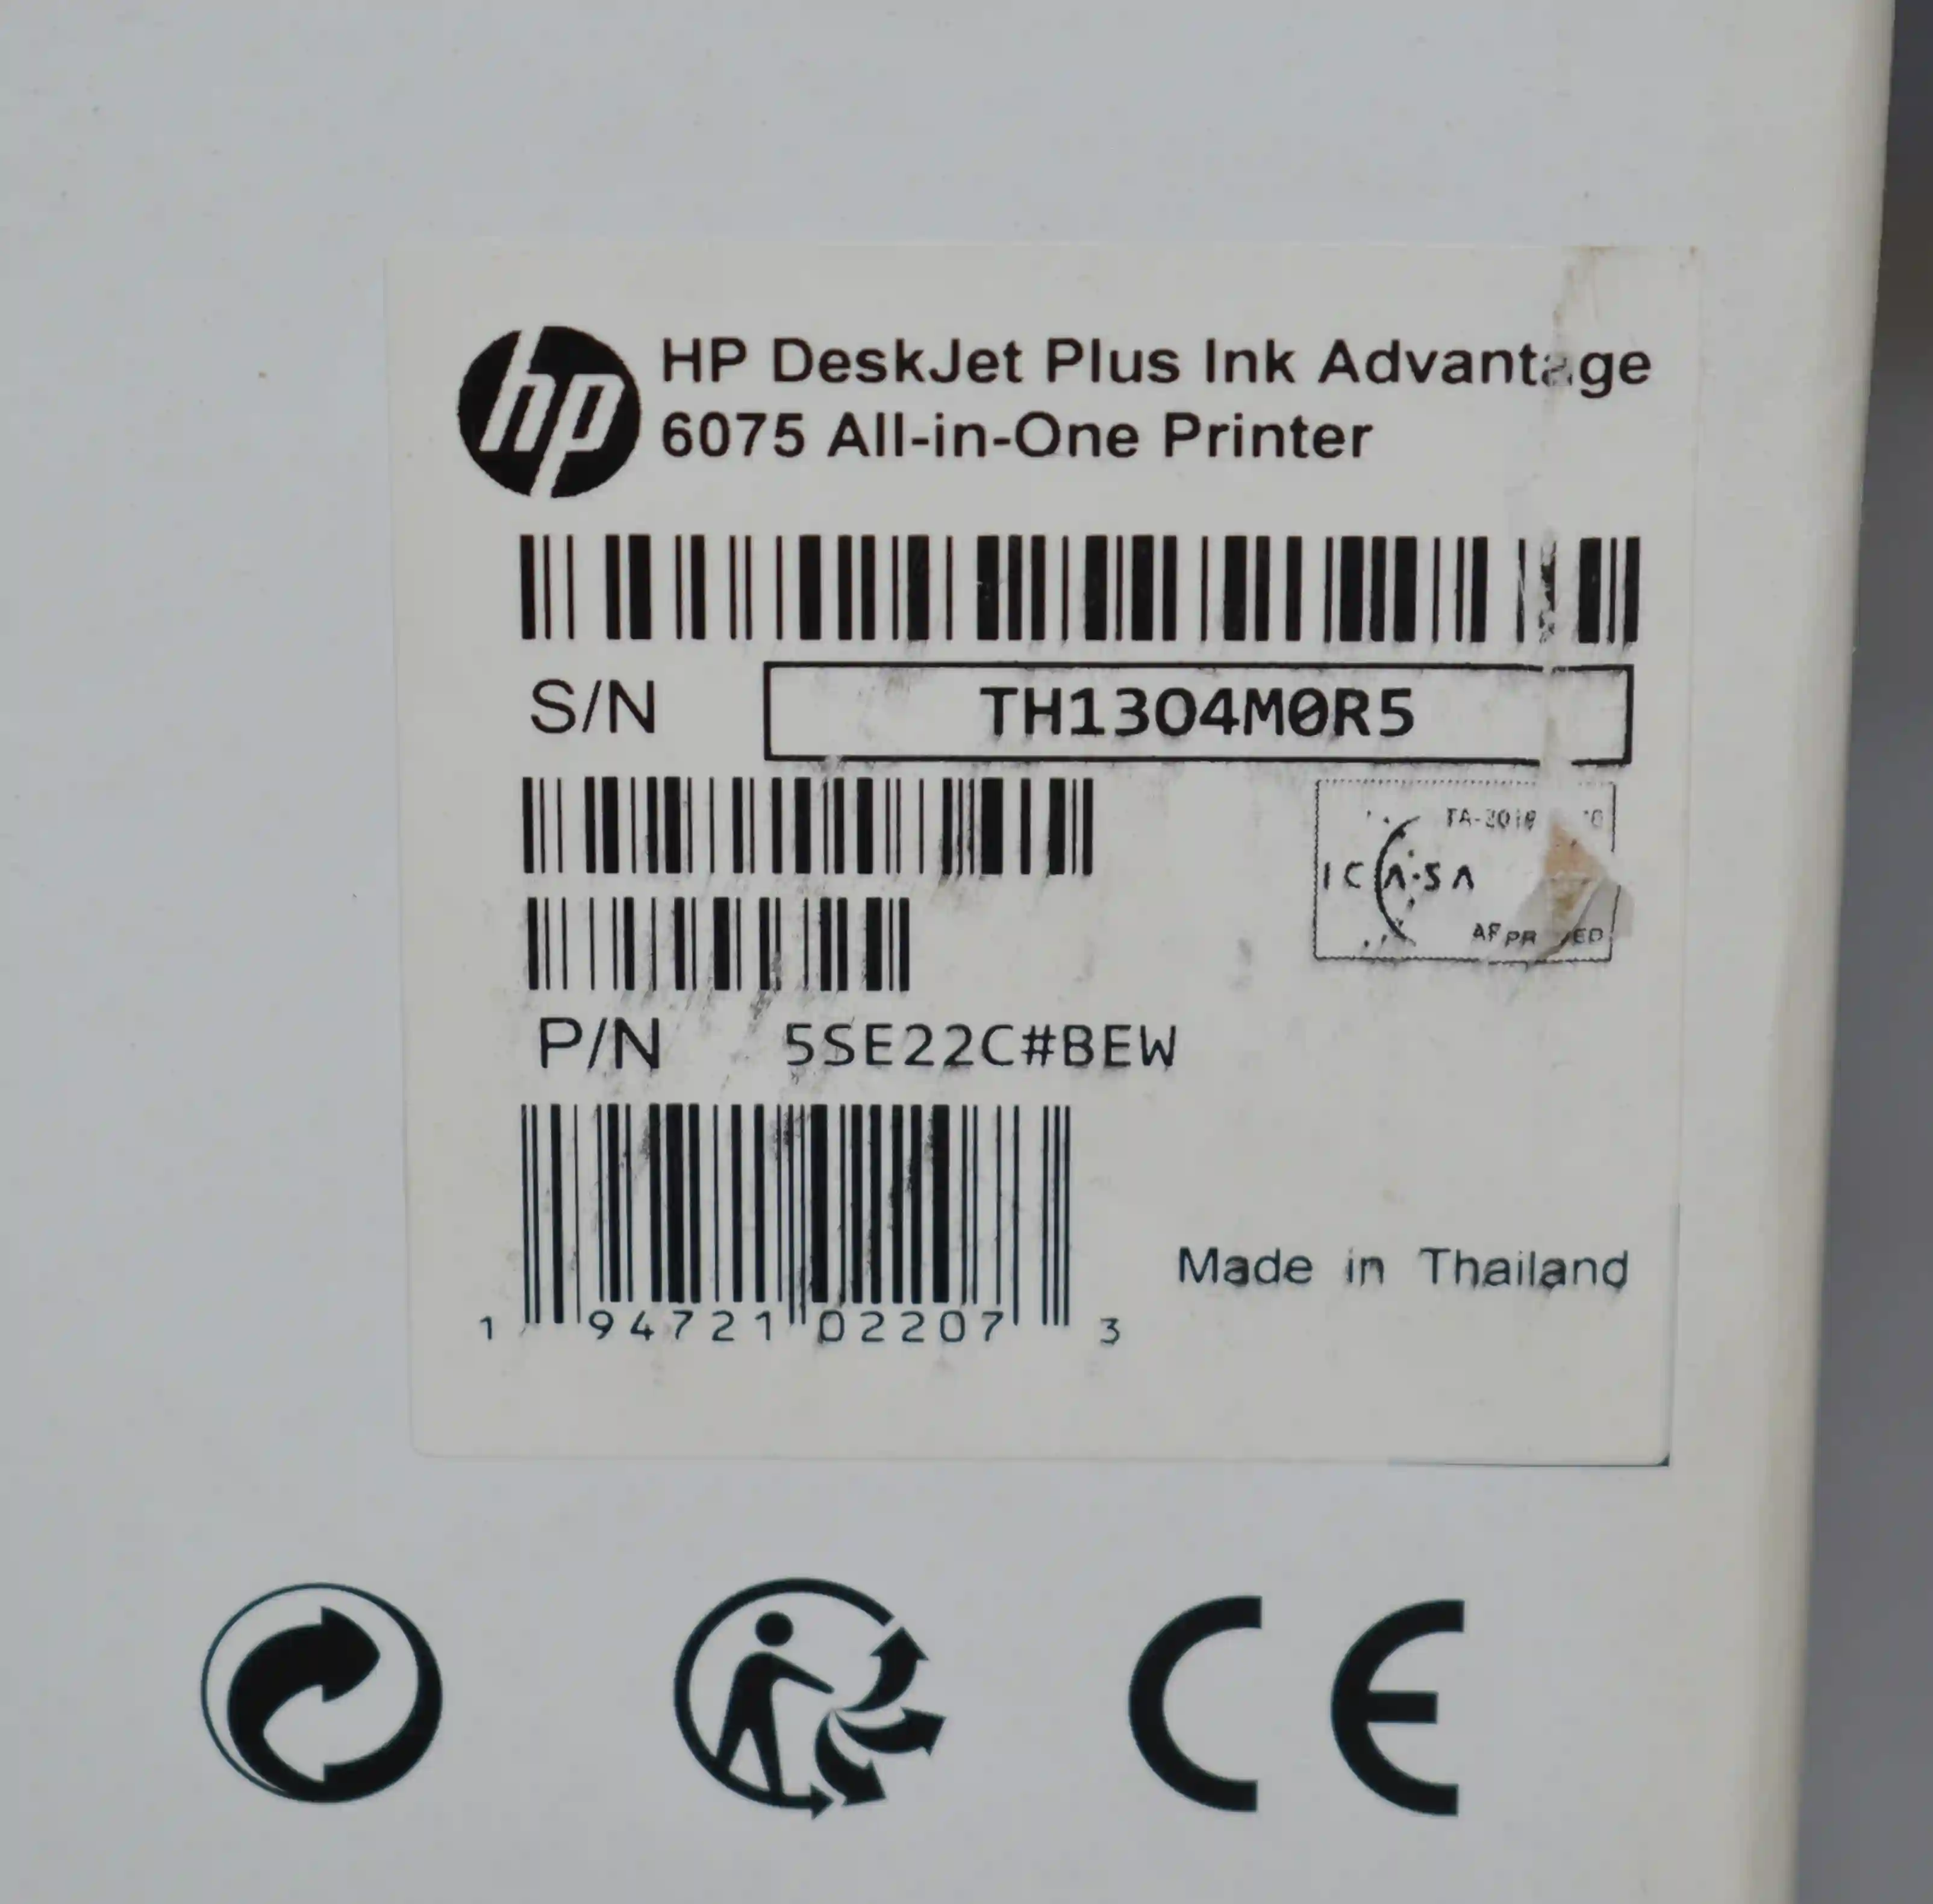 hp HP DeskJet Plus Ink Advantage
6075 All-in-One Printer
S/N TH13O4M0R5
ICASA
P/N 5SE22C#BEW
1 94721 02207 3
Made in Thailand
CE